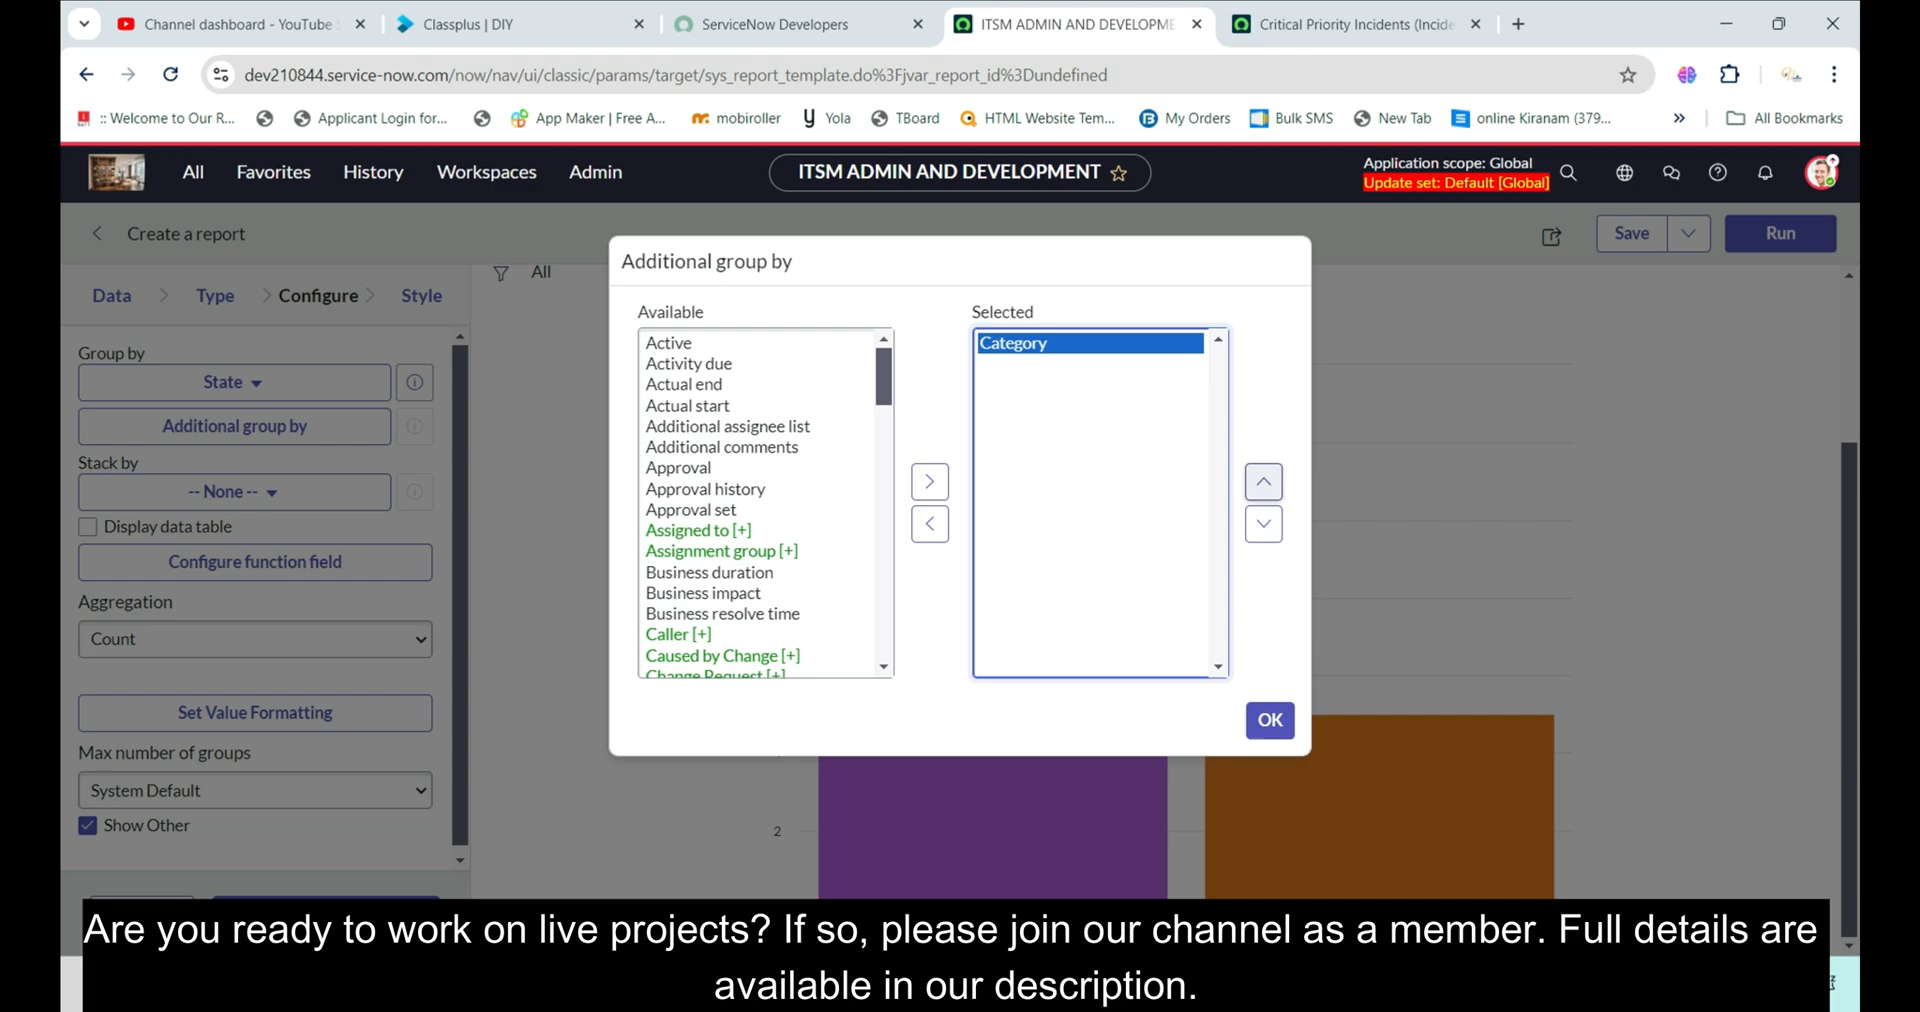 Channel dashboard - YouTube
Classplus | DIY
ServiceNow Developers
ITSM ADMIN AND DEVELOPME
Critical Priority Incidents (Incide
dev210844.service-now.com/now/nav/ui/classic/params/target/sys_report_template.do%3Fjvar_report_id%3Dundefined
:: Welcome to Our R...
Applicant Login for...
App Maker | Free A...
mobiroller
Yola
TBoard
HTML Website Tem...
My Orders
Bulk SMS
New Tab
online Kiranam (379...
»
All Bookmarks
All
Favorites
History
Workspaces
Admin
ITSM ADMIN AND DEVELOPMENT
Application scope: Global
Update set: Default [Global]
Create a report
Save
Run
Data
Type
Configure
Style
All
Group by
State
Additional group by
Stack by
-- None --
Display data table
Configure function field
Aggregation
Count
Set Value Formatting
Max number of groups
System Default
Show Other
Additional group by
Available
Active
Activity due
Actual end
Actual start
Additional assignee list
Additional comments
Approval
Approval history
Approval set
Assigned to [+]
Assignment group [+]
Business duration
Business impact
Business resolve time
Caller [+]
Caused by Change [+]
Change Request [+]
Selected
Category
OK
2
Are you ready to work on live projects? If so, please join our channel as a member. Full details are
available in our description.